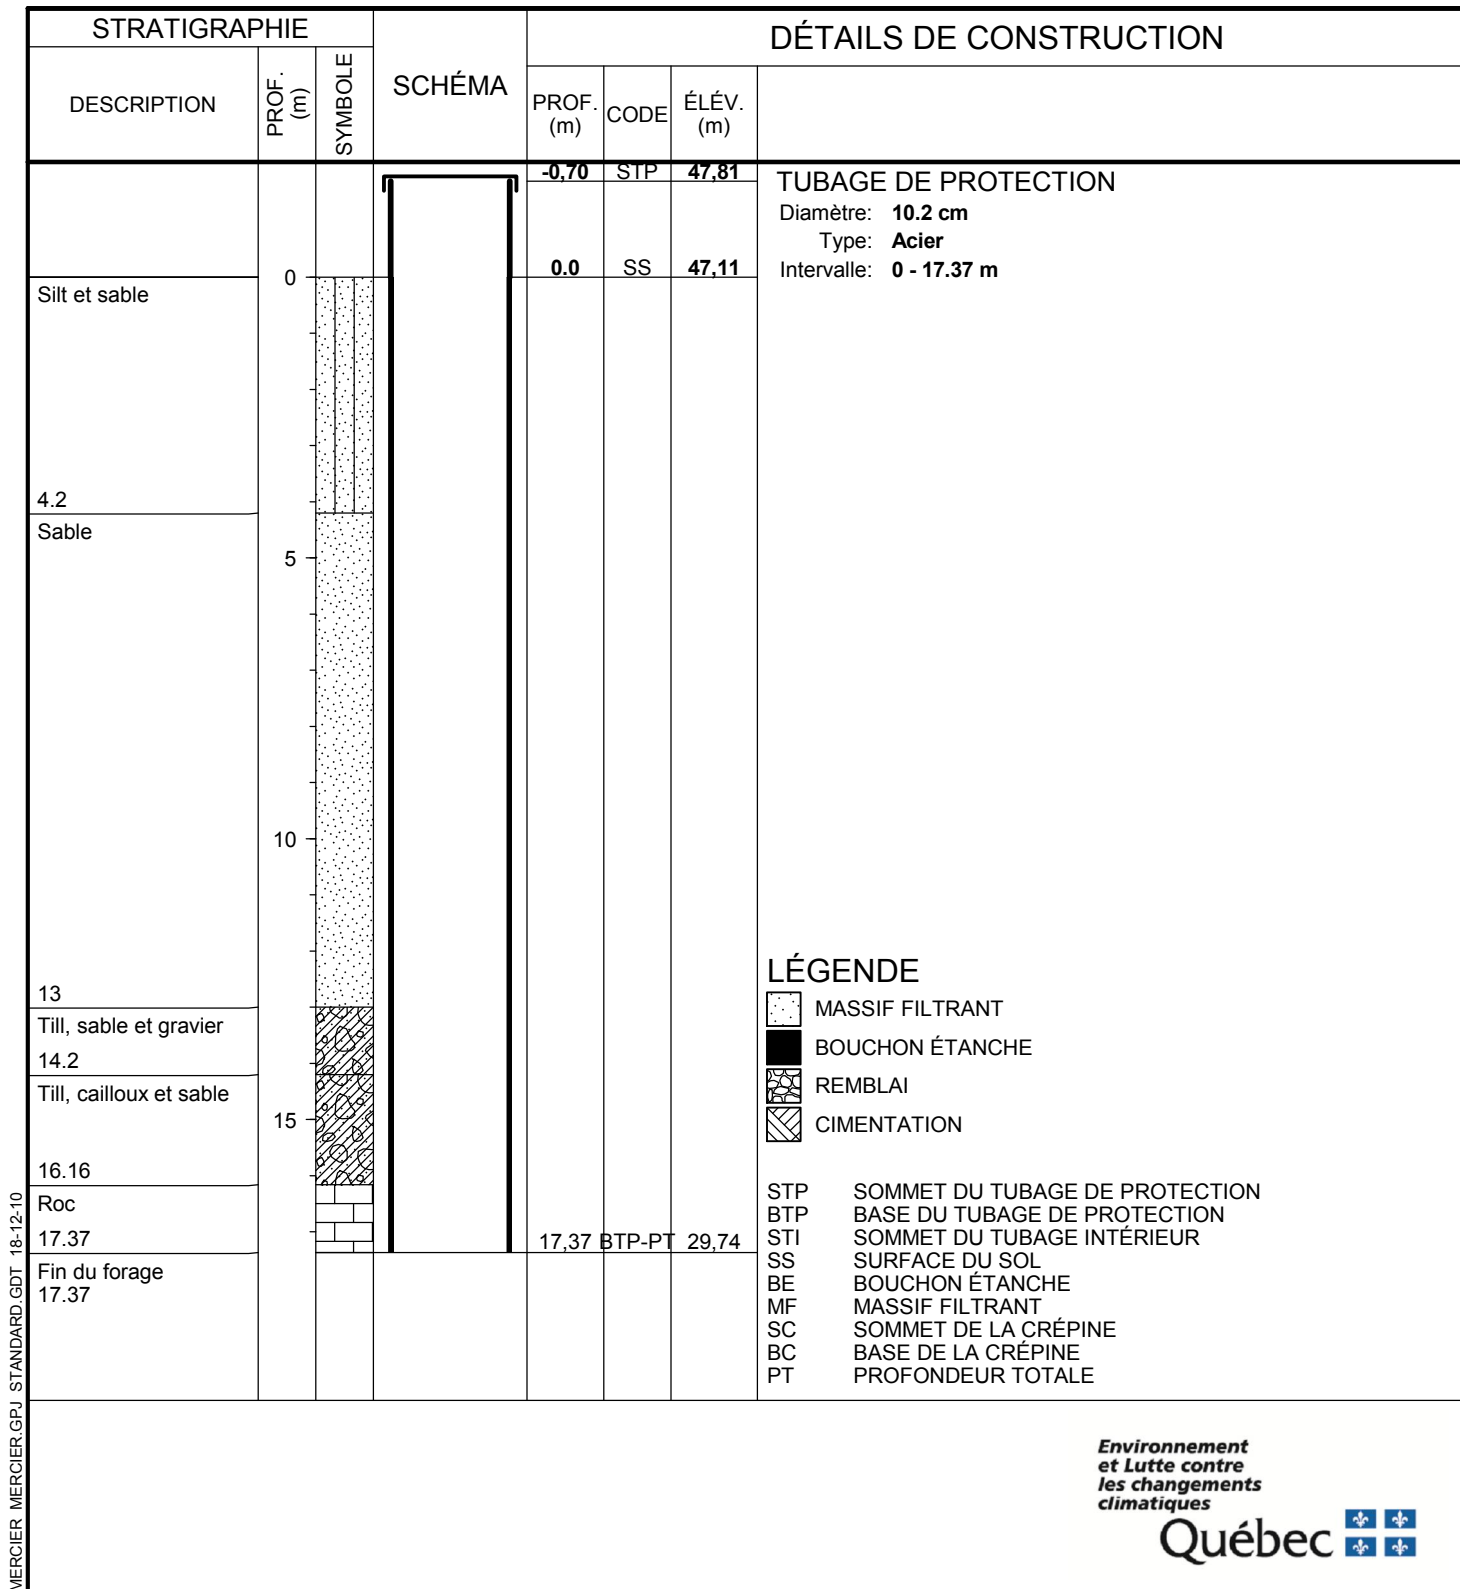 STRATIGRAPHIE
DESCRIPTION
PROF. (m)
SYMBOLE
SCHÉMA
DÉTAILS DE CONSTRUCTION
PROF. (m)
CODE
ÉLÉV. (m)
-0,70 STP 47,81
0.0 SS 47,11
TUBAGE DE PROTECTION
Diamètre: 10.2 cm
Type: Acier
Intervalle: 0 - 17.37 m
0
Silt et sable
4.2
Sable
5
10
13
Till, sable et gravier
14.2
Till, cailloux et sable
15
16.16
Roc
17.37
17,37 BTP-PT 29,74
Fin du forage
17.37
LÉGENDE
MASSIF FILTRANT
BOUCHON ÉTANCHE
REMBLAI
CIMENTATION
STP SOMMET DU TUBAGE DE PROTECTION
BTP BASE DU TUBAGE DE PROTECTION
STI SOMMET DU TUBAGE INTÉRIEUR
SS SURFACE DU SOL
BE BOUCHON ÉTANCHE
MF MASSIF FILTRANT
SC SOMMET DE LA CRÉPINE
BC BASE DE LA CRÉPINE
PT PROFONDEUR TOTALE
MERCIER MERCIER.GPJ STANDARD.GDT 18-12-10
Environnement
et Lutte contre
les changements
climatiques
Québec